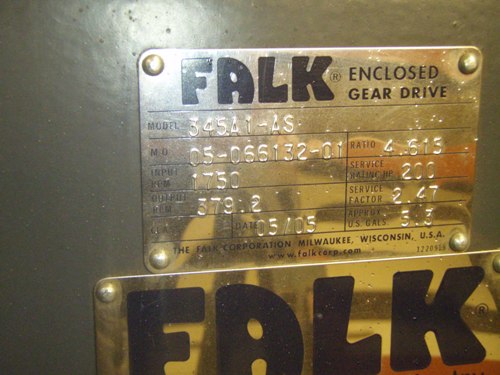 FALK® ENCLOSED
GEAR DRIVE
MODEL 345A1-AS
M.O. 05-066132-01 RATIO 4.615
INPUT RPM 1750 SERVICE RATING HP 200
OUTPUT RPM 379.2 SERVICE FACTOR 2.47
DATE 05/05 APPROX. U.S. GALS 5.3
THE FALK CORPORATION MILWAUKEE, WISCONSIN, U.S.A.
www.falkcorp.com
FALK®